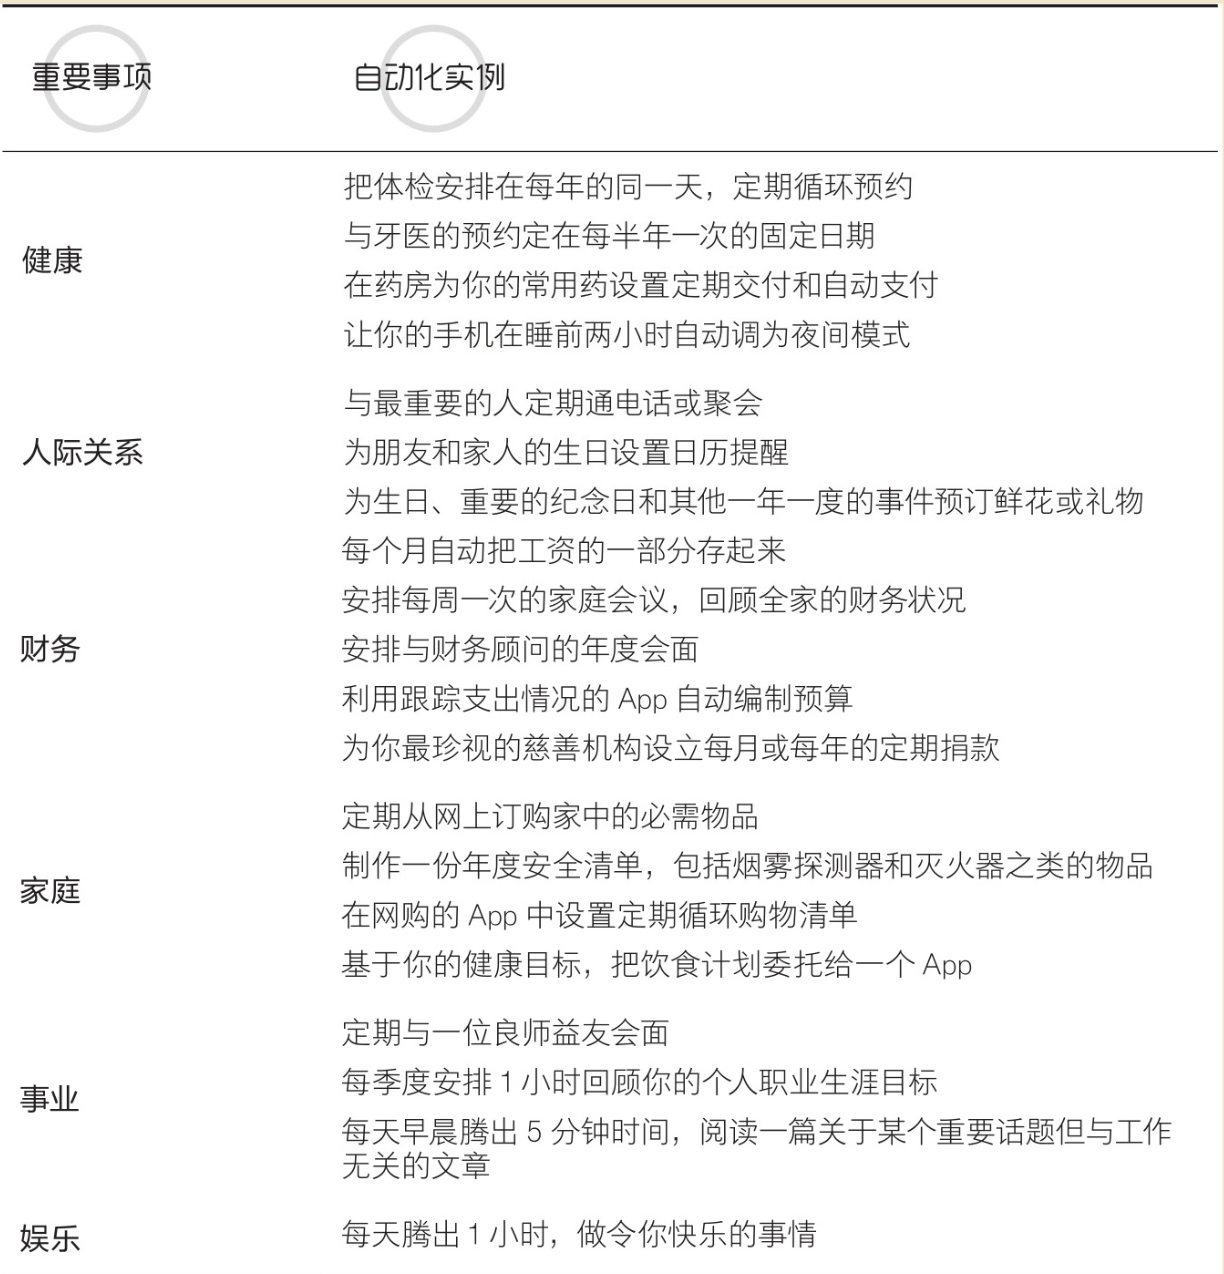 重要事项 自动化实例
把体检安排在每年的同一天，定期循环预约
与牙医的预约定在每半年一次的固定日期
健康
在药房为你的常用药设置定期交付和自动支付
让你的手机在睡前两小时自动调为夜间模式
与最重要的人定期通电话或聚会
人际关系 为朋友和家人的生日设置日历提醒
为生日、重要的纪念日和其他一年一度的事件预订鲜花或礼物
每个月自动把工资的一部分存起来
安排每周一次的家庭会议，回顾全家的财务状况
财务 安排与财务顾问的年度会面
利用跟踪支出情况的 App 自动编制预算
为你最珍视的慈善机构设立每月或每年的定期捐款
定期从网上订购家中的必需物品
制作一份年度安全清单，包括烟雾探测器和灭火器之类的物品
家庭
在网购的 App 中设置定期循环购物清单
基于你的健康目标，把饮食计划委托给一个 App
定期与一位良师益友会面
每季度安排 1 小时回顾你的个人职业生涯目标
事业
每天早晨腾出 5 分钟时间，阅读一篇关于某个重要话题但与工作
无关的文章
娱乐 每天腾出 1 小时，做令你快乐的事情